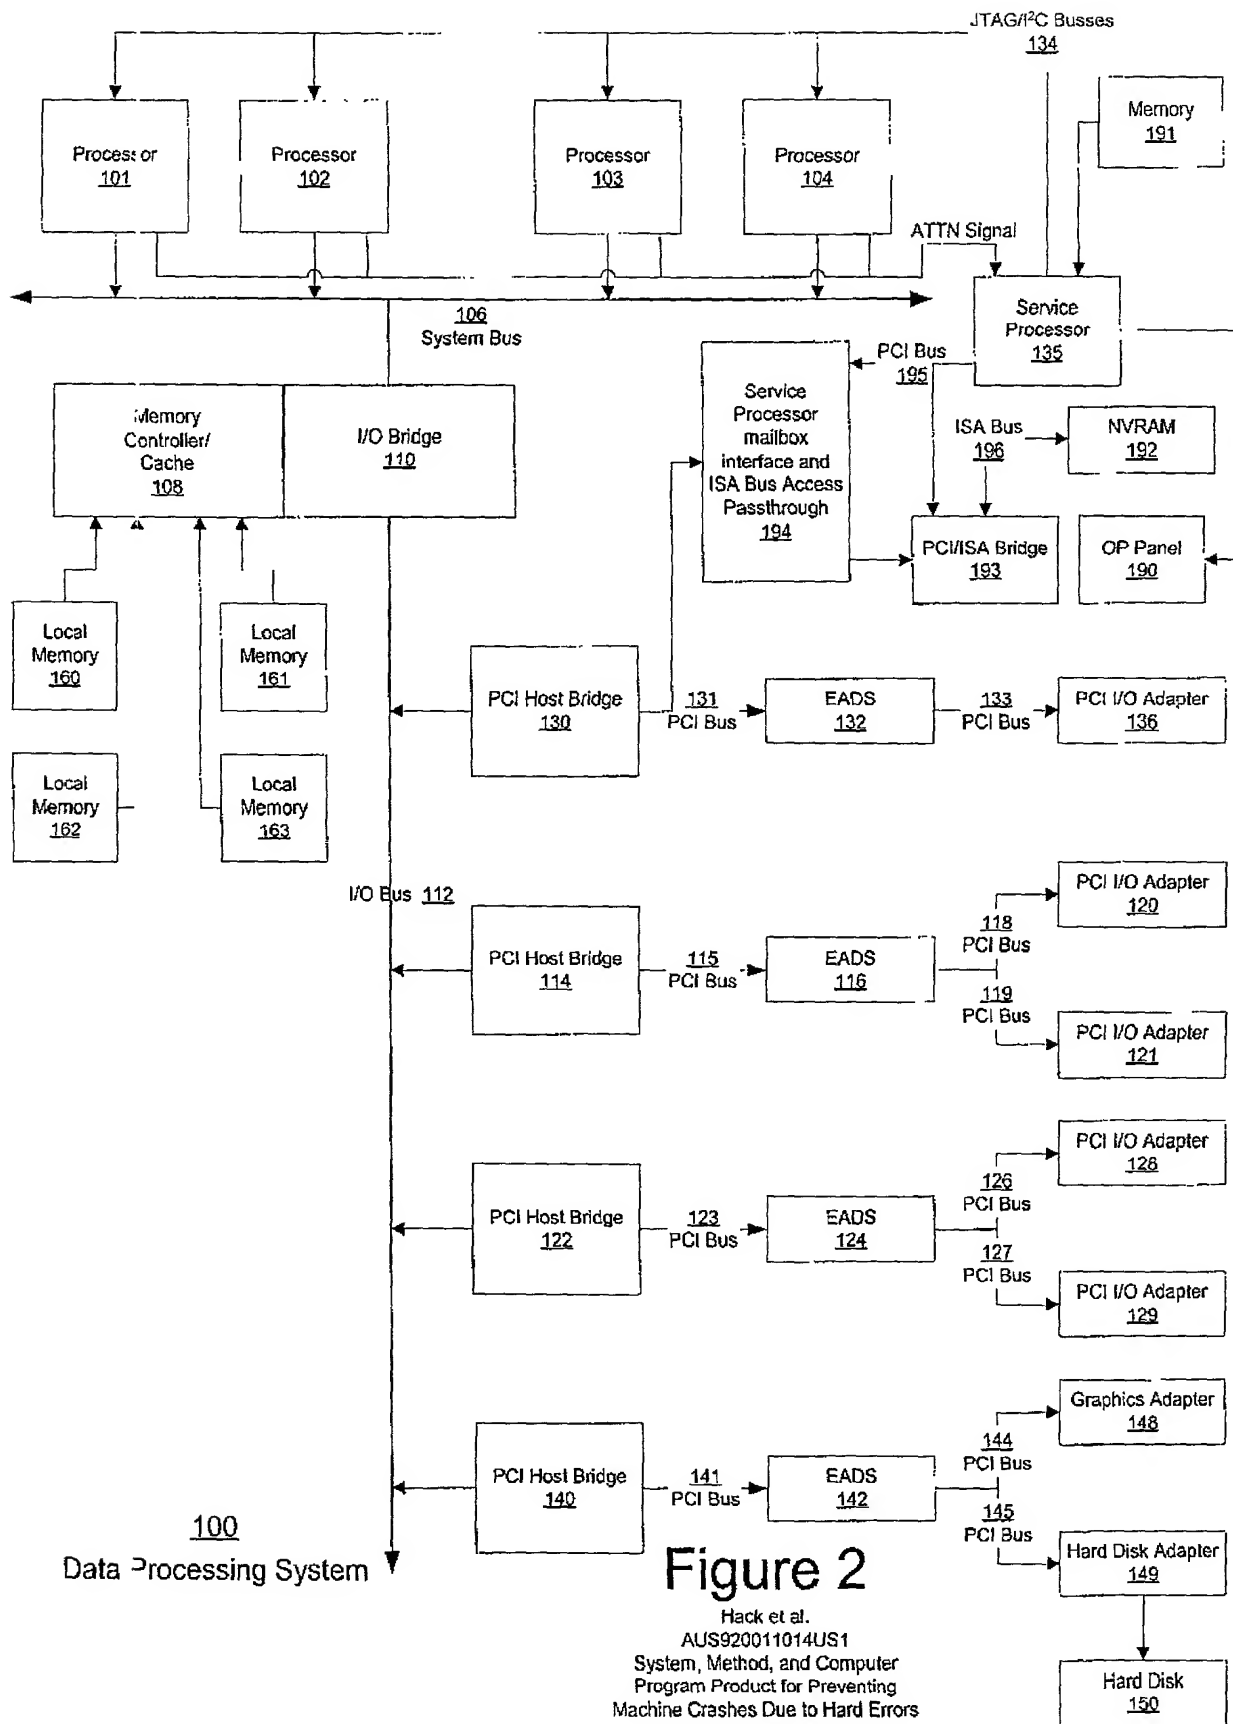 JTAG/I²C Busses
134
Processor
101
Processor
102
Processor
103
Processor
104
Memory
191
ATTN Signal
106
System Bus
Service
Processor
135
PCI Bus
195
Service
Processor
mailbox
interface and
ISA Bus Access
Passthrough
194
ISA Bus
196
NVRAM
192
Memory
Controller/
Cache
108
I/O Bridge
110
PCI/ISA Bridge
193
OP Panel
190
Local
Memory
160
Local
Memory
161
Local
Memory
162
Local
Memory
163
PCI Host Bridge
130
131
PCI Bus
EADS
132
133
PCI Bus
PCI I/O Adapter
136
I/O Bus 112
PCI Host Bridge
114
115
PCI Bus
EADS
116
118
PCI Bus
119
PCI Bus
PCI I/O Adapter
120
PCI I/O Adapter
121
PCI Host Bridge
122
123
PCI Bus
EADS
124
126
PCI Bus
127
PCI Bus
PCI I/O Adapter
128
PCI I/O Adapter
129
PCI Host Bridge
140
141
PCI Bus
EADS
142
144
PCI Bus
145
PCI Bus
Graphics Adapter
148
Hard Disk Adapter
149
Hard Disk
150
100
Data Processing System
Figure 2
Hack et al.
AUS920011014US1
System, Method, and Computer
Program Product for Preventing
Machine Crashes Due to Hard Errors